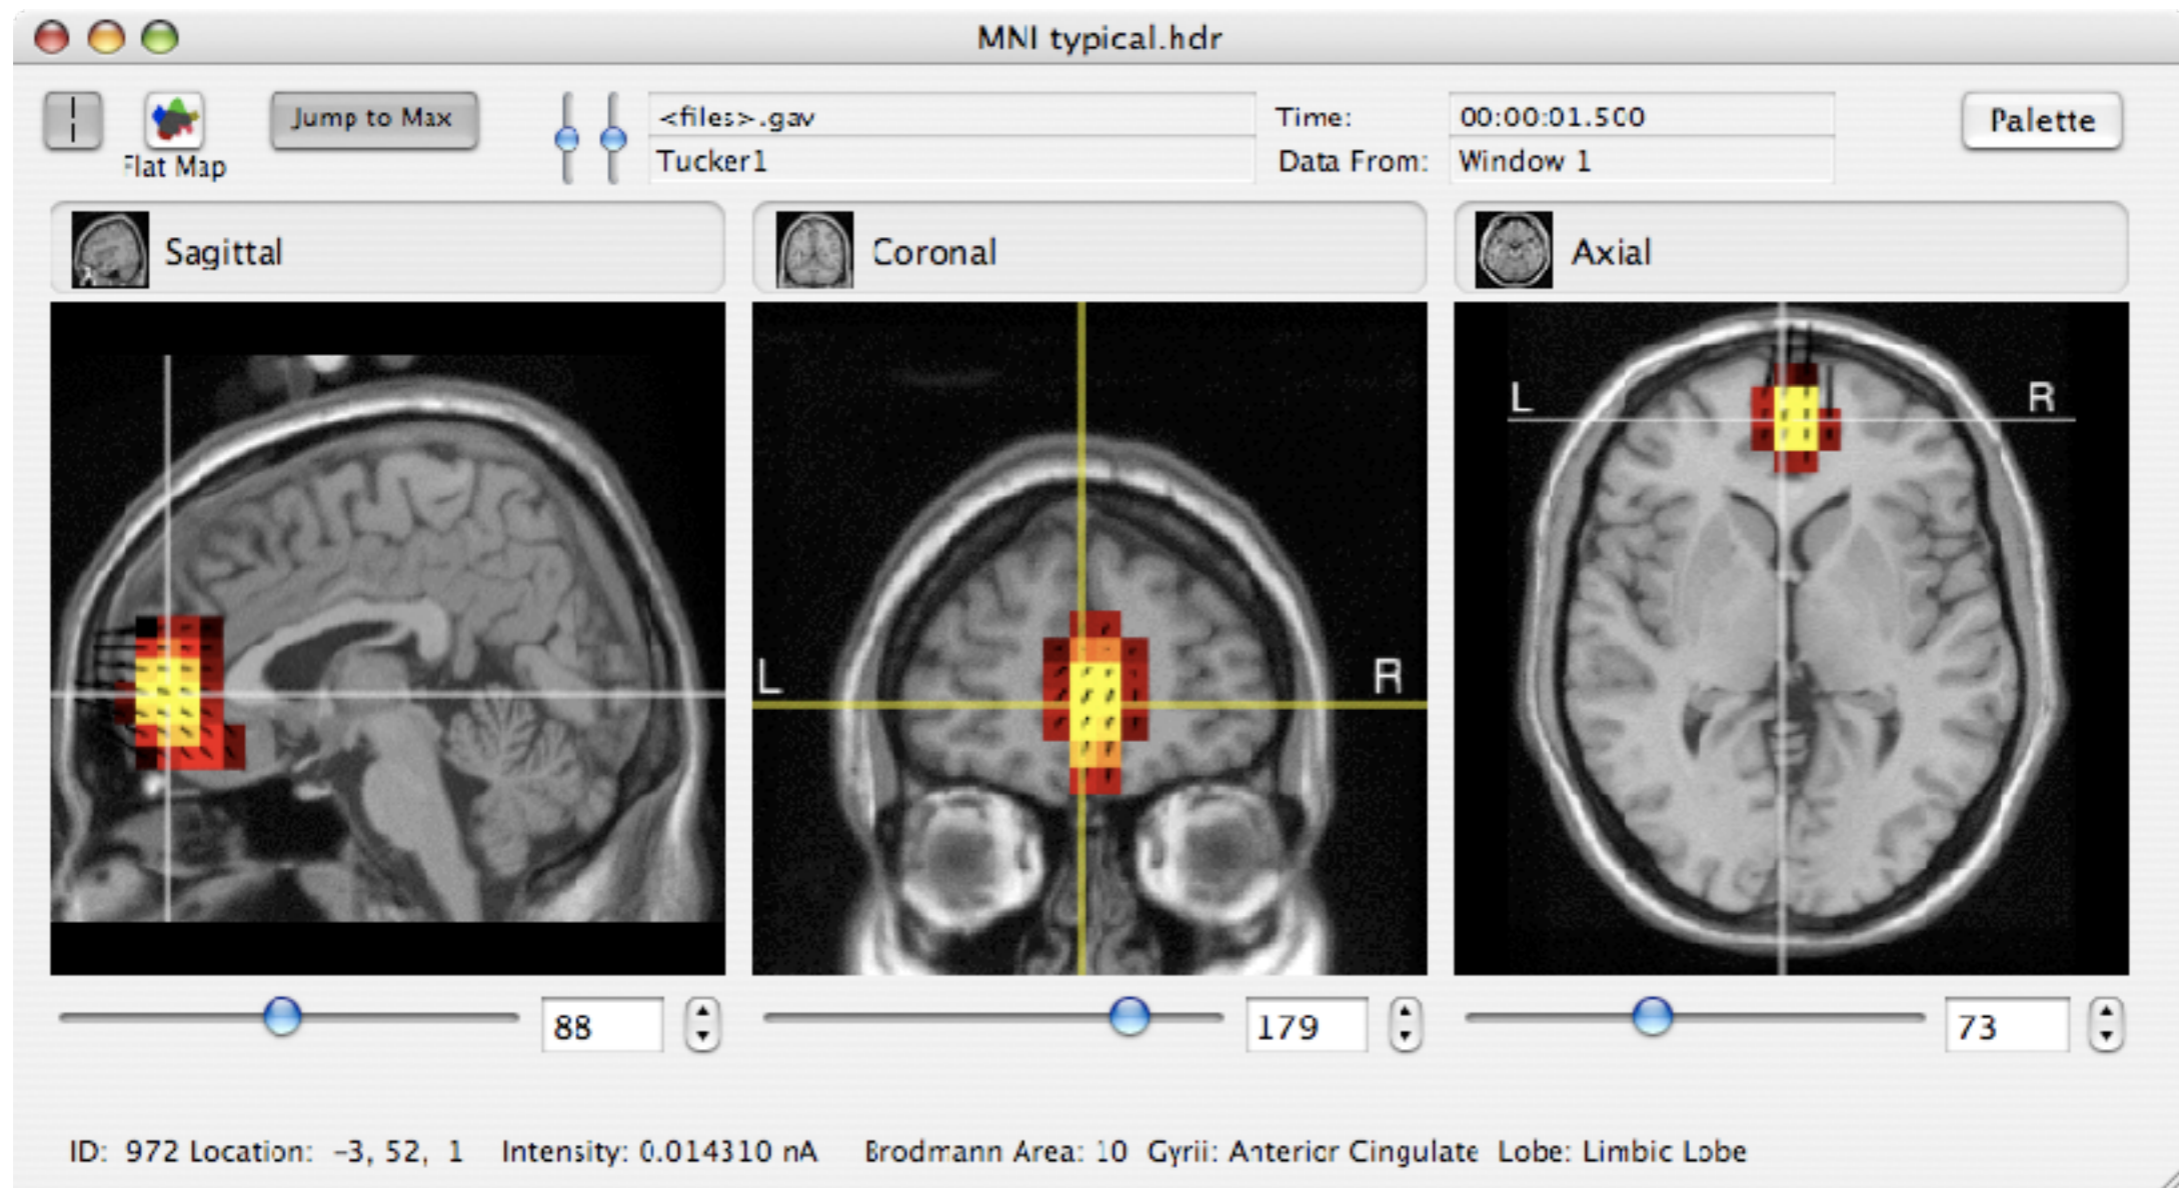 MNI typical.hdr
Jump to Max
<files>.gav
Time:
00:00:01.500
Palette
Flat Map
Tucker1
Data From:
Window 1
Sagittal
Coronal
Axial
L
R
L
R
88
179
73
ID: 972 Location: -3, 52, 1 Intensity: 0.014310 nA Brodmann Area: 10 Gyrii: Anterior Cingulate Lobe: Limbic Lobe